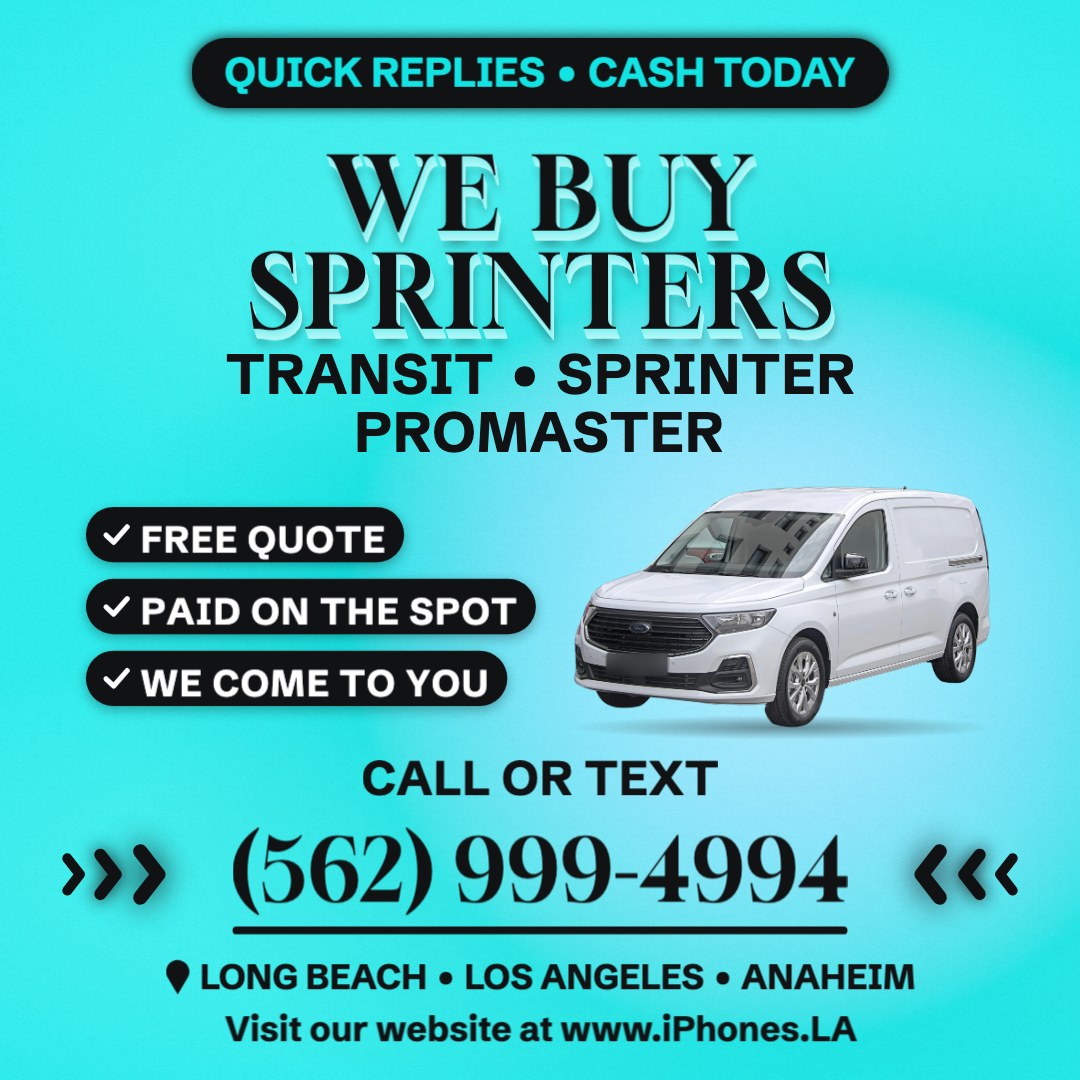 QUICK REPLIES • CASH TODAY
WE BUY
SPRINTERS
TRANSIT • SPRINTER
PROMASTER
FREE QUOTE
PAID ON THE SPOT
WE COME TO YOU
CALL OR TEXT
(562) 999-4994
LONG BEACH • LOS ANGELES • ANAHEIM
Visit our website at www.iPhones.LA